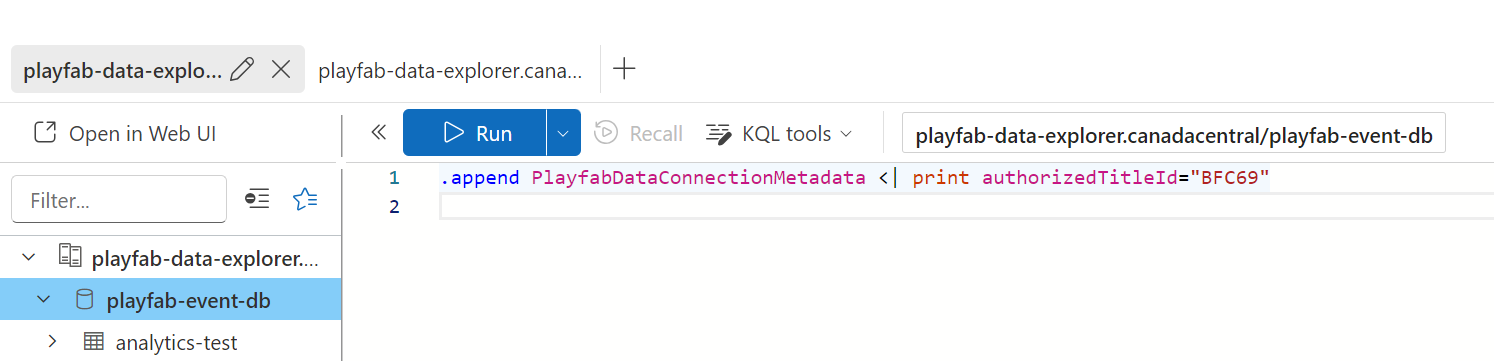 playfab-data-explo...
playfab-data-explorer.cana...
Open in Web UI
Run
Recall
KQL tools
playfab-data-explorer.canadacentral/playfab-event-db
Filter...
1 .append PlayfabDataConnectionMetadata <| print authorizedTitleId="BFC69"
2
playfab-data-explorer....
playfab-event-db
analytics-test